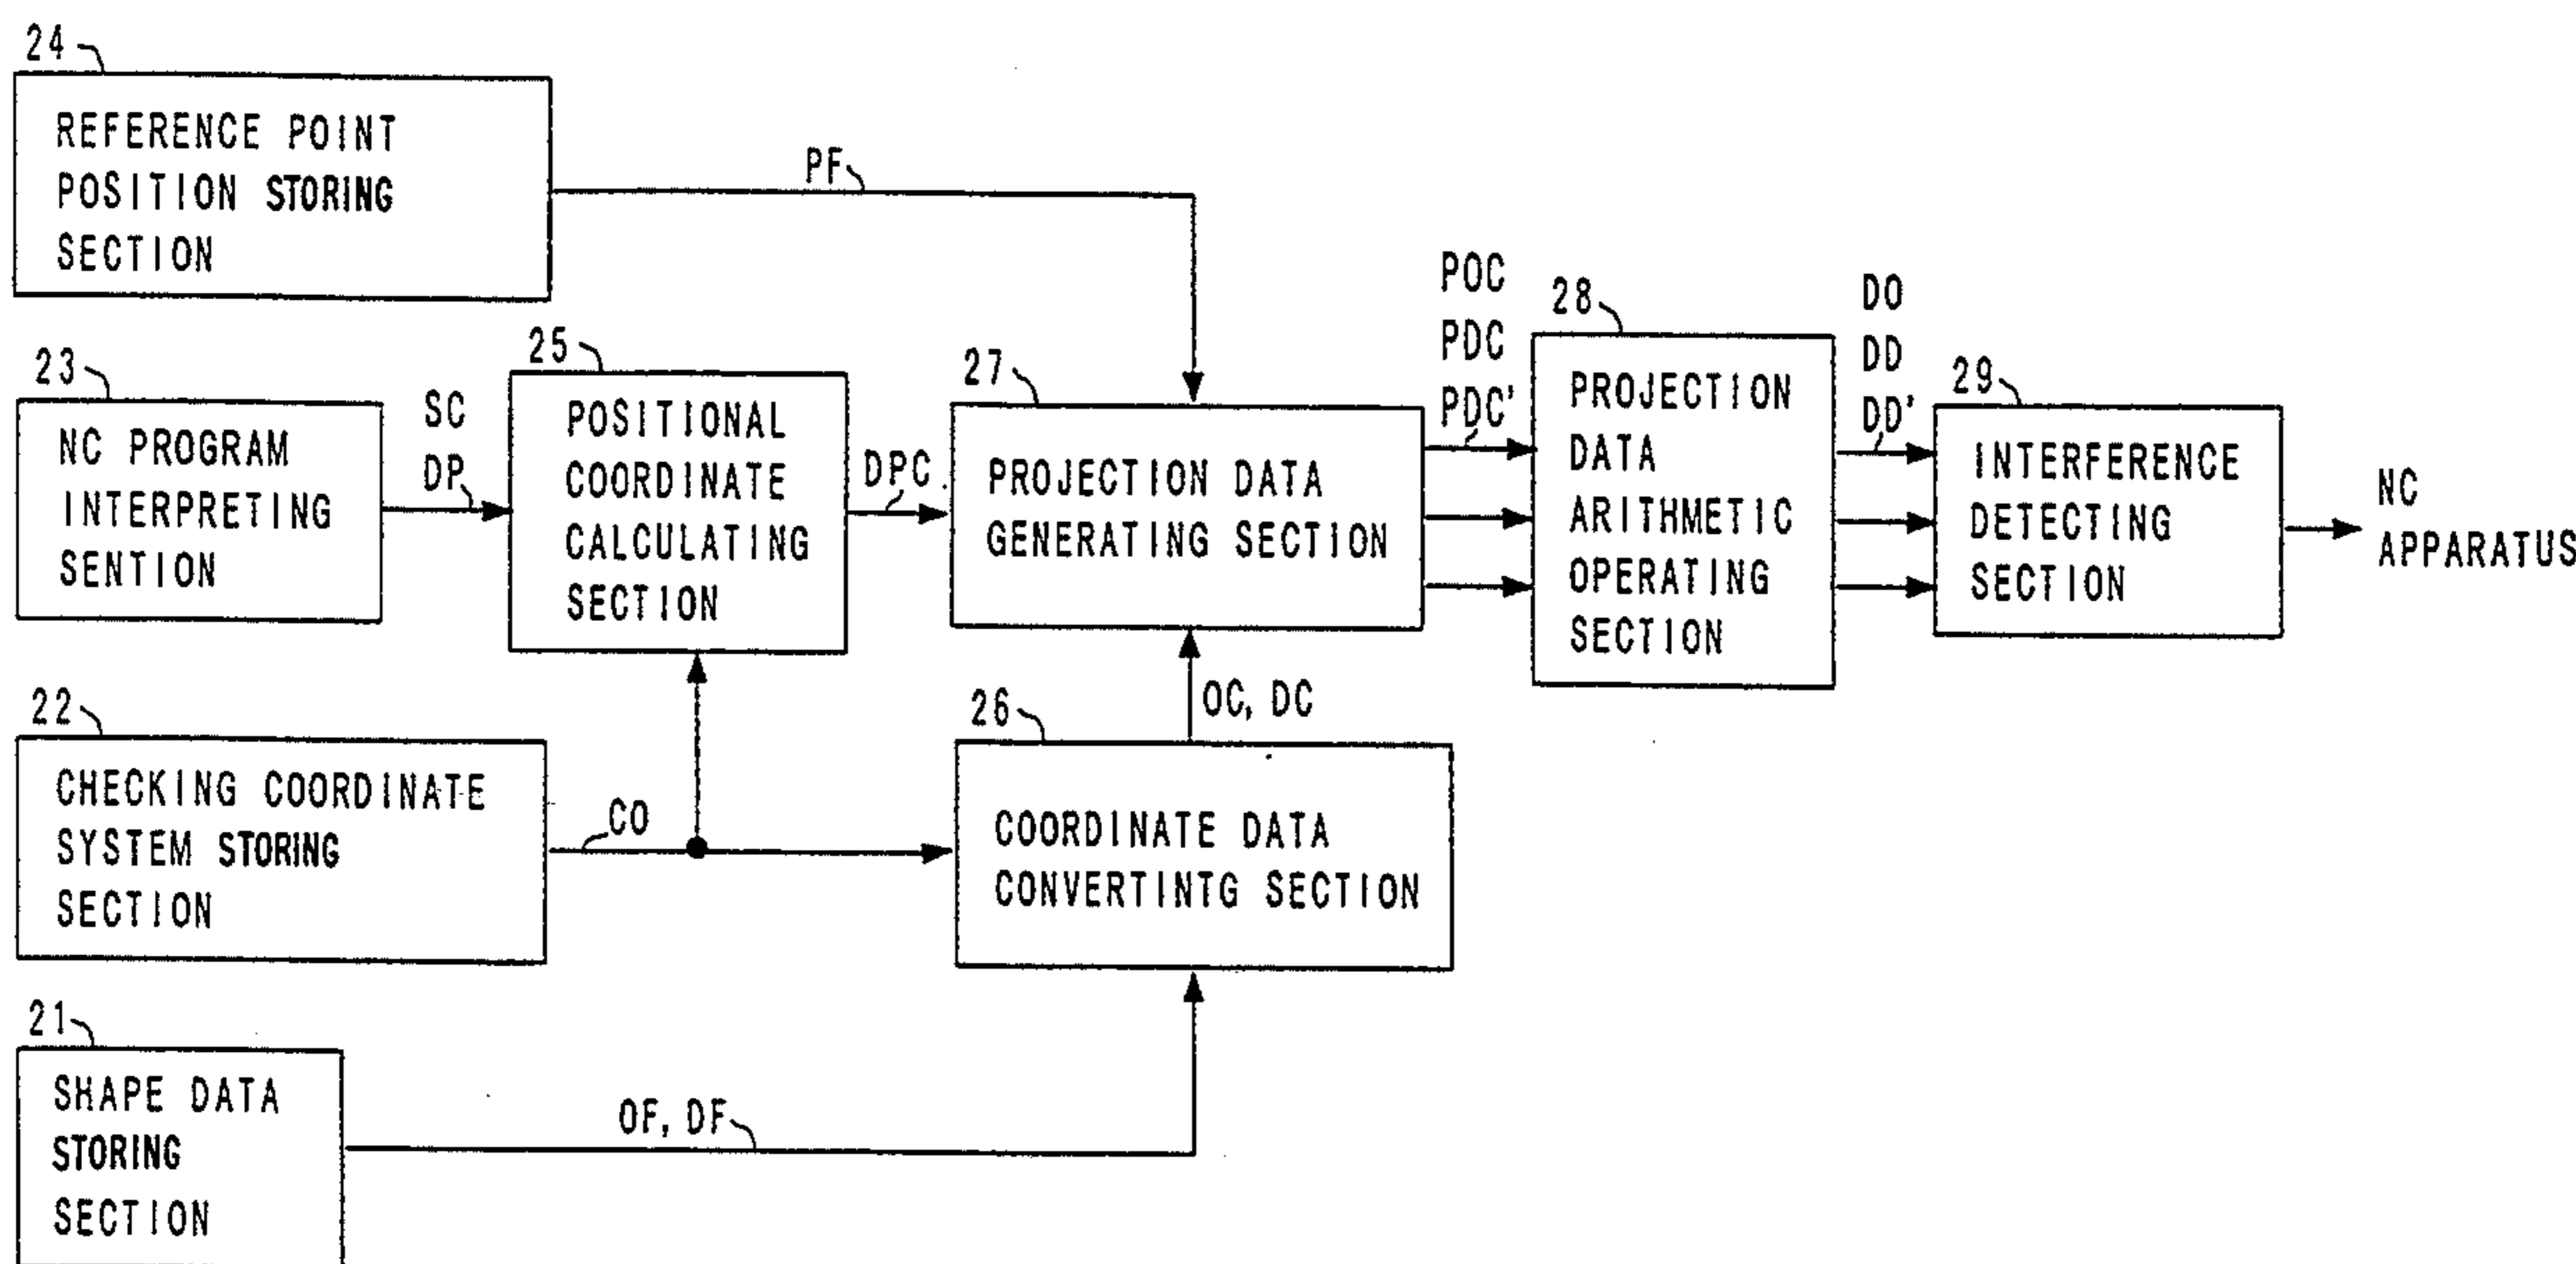 24
REFERENCE POINT
POSITION STORING
SECTION
PF
23
NC PROGRAM
INTERPRETING
SENTION
SC
DP
25
POSITIONAL
COORDINATE
CALCULATING
SECTION
DPC
27
PROJECTION DATA
GENERATING SECTION
POC
PDC
PDC'
28
PROJECTION
DATA
ARITHMETIC
OPERATING
SECTION
DO
DD
DD'
29
INTERFERENCE
DETECTING
SECTION
NC
APPARATUS
22
CHECKING COORDINATE
SYSTEM STORING
SECTION
CO
26
COORDINATE DATA
CONVERTINTG SECTION
OC, DC
21
SHAPE DATA
STORING
SECTION
OF, DF